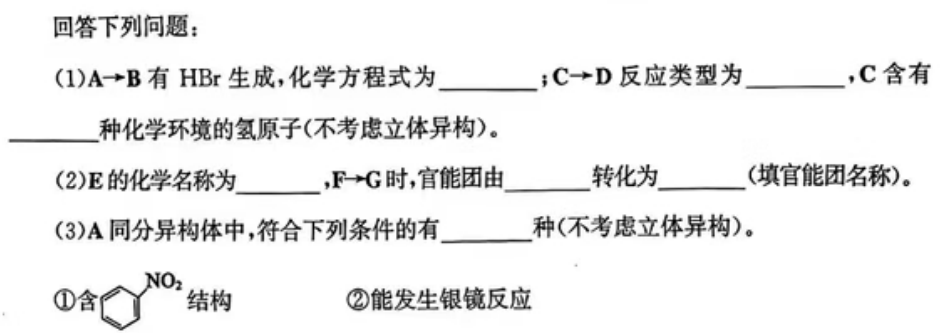 回答下列问题:
(1)A→B 有 HBr 生成,化学方程式为________;C→D 反应类型为________,C 含有
________种化学环境的氢原子(不考虑立体异构)。
(2)E的化学名称为________,F→G时,官能团由________转化为________(填官能团名称)。
(3)A 同分异构体中,符合下列条件的有________种(不考虑立体异构)。
①含 NO₂ 结构 ②能发生银镜反应